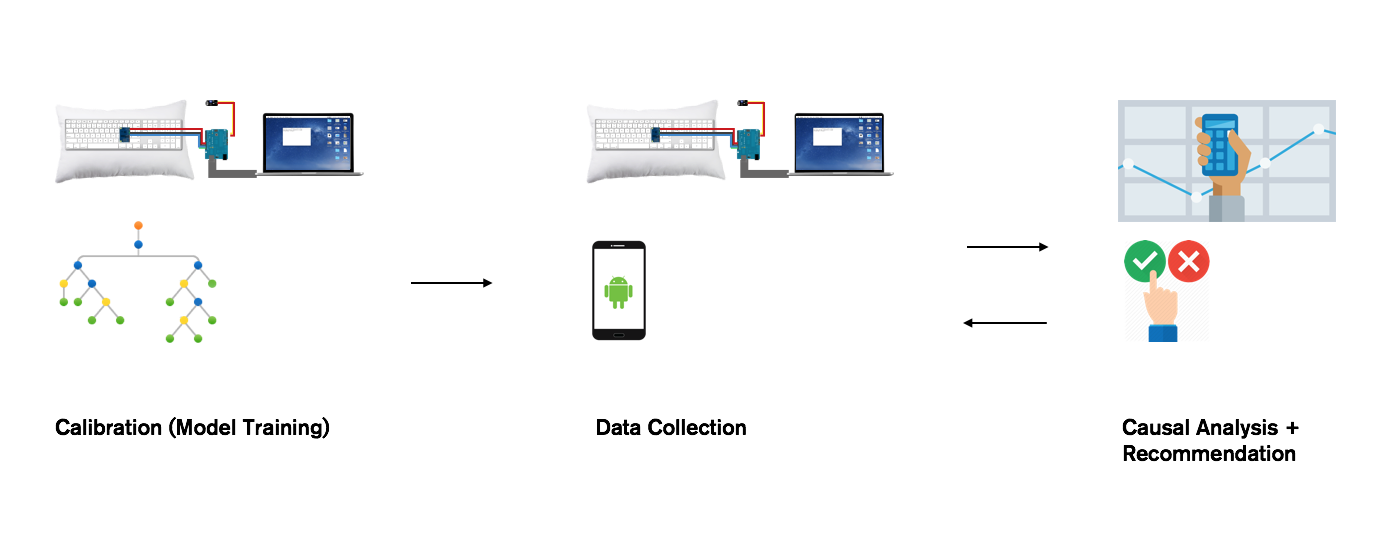 Calibration (Model Training)
Data Collection
Causal Analysis +
Recommendation